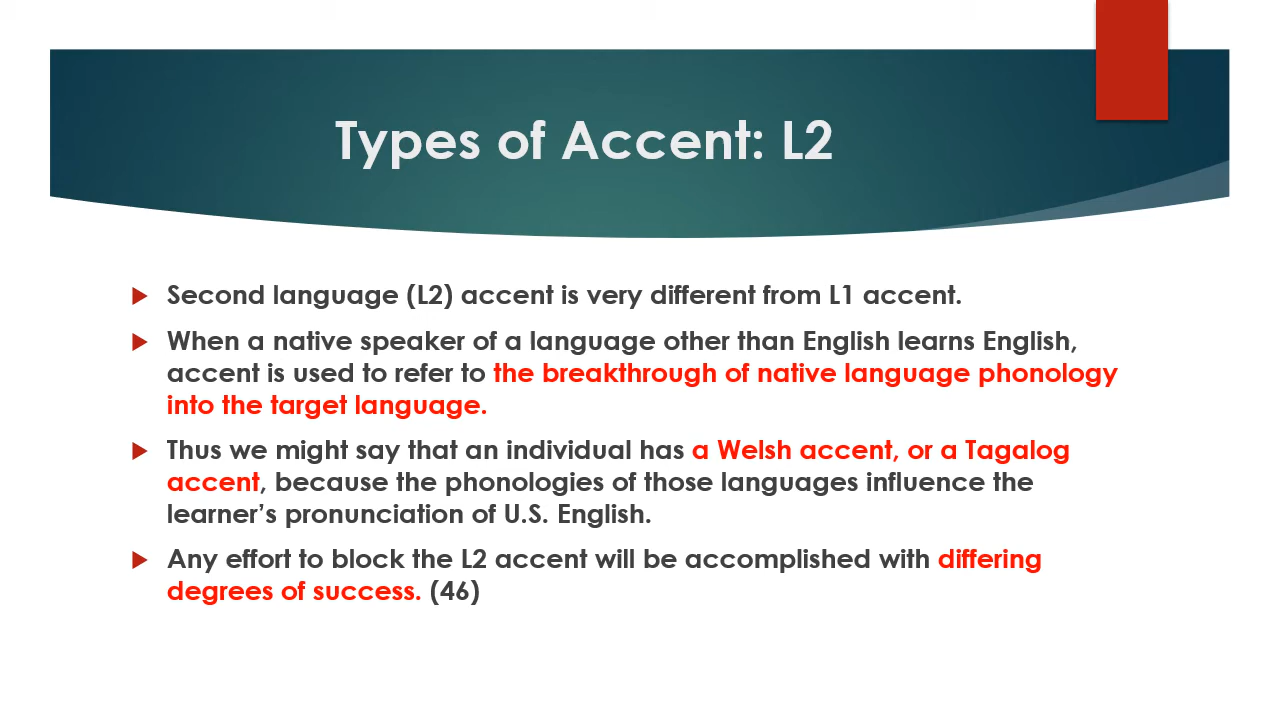 Types of Accent: L2
Second language (L2) accent is very different from L1 accent.
When a native speaker of a language other than English learns English,
accent is used to refer to the breakthrough of native language phonology
into the target language.
Thus we might say that an individual has a Welsh accent, or a Tagalog
accent, because the phonologies of those languages influence the
learner’s pronunciation of U.S. English.
Any effort to block the L2 accent will be accomplished with differing
degrees of success. (46)